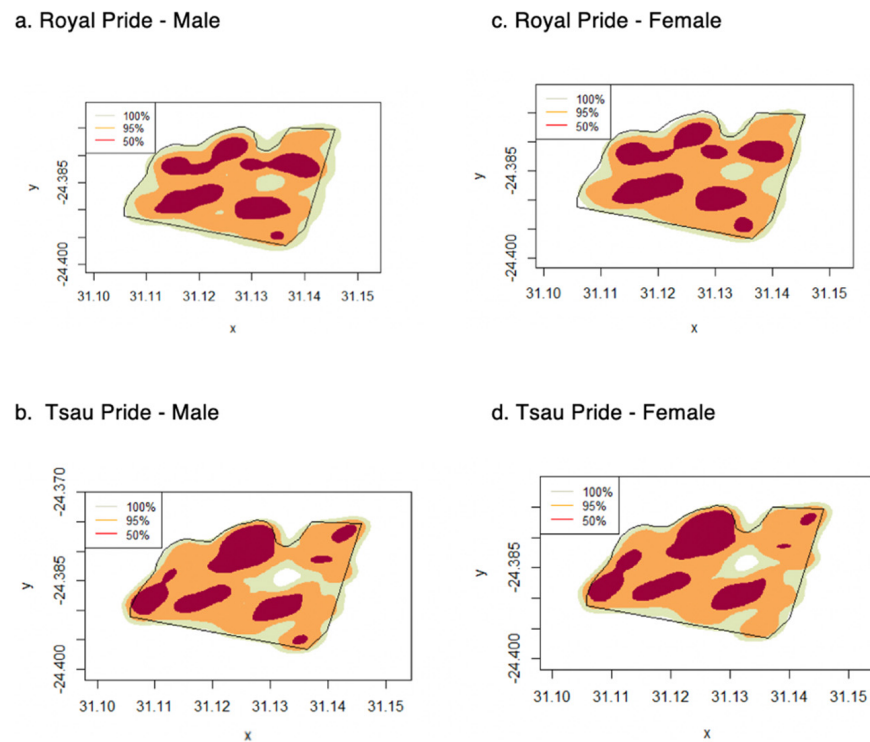 a. Royal Pride - Male
100%
95%
50%
y
-24.385
-24.400
31.10 31.11 31.12 31.13 31.14 31.15
x
c. Royal Pride - Female
100%
95%
50%
y
-24.385
-24.400
31.10 31.11 31.12 31.13 31.14 31.15
x
b. Tsau Pride - Male
100%
95%
50%
y
-24.370
-24.385
-24.400
31.10 31.11 31.12 31.13 31.14 31.15
x
d. Tsau Pride - Female
100%
95%
50%
y
-24.385
-24.400
31.10 31.11 31.12 31.13 31.14 31.15
x